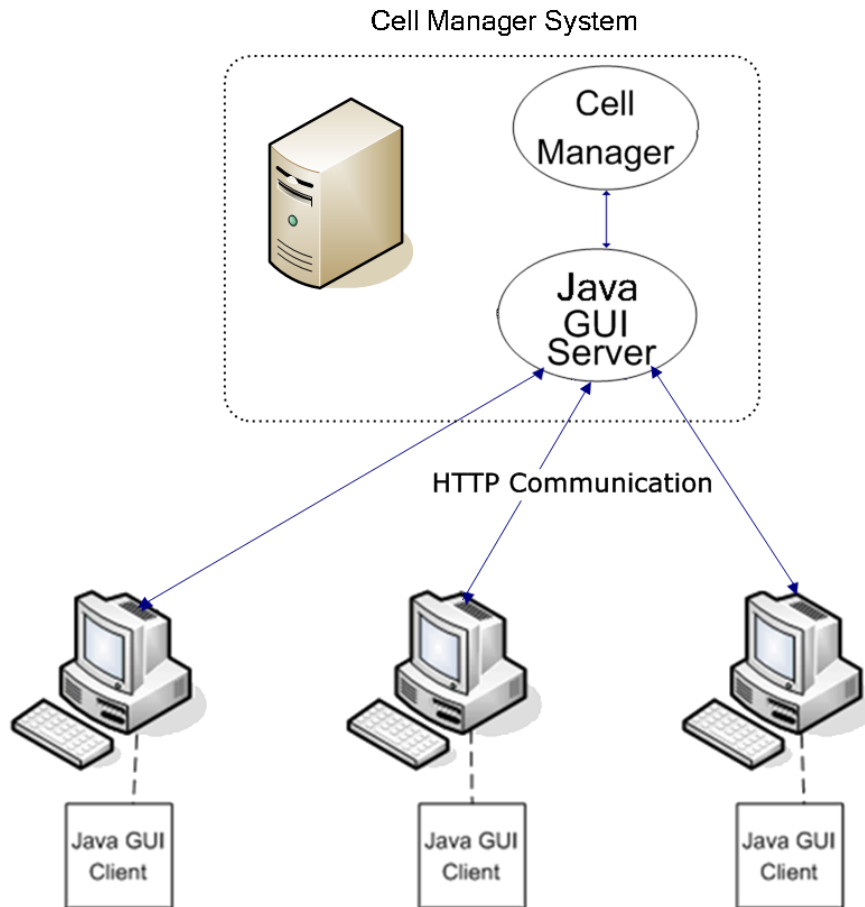 Cell Manager System
Cell
Manager
Java
GUI
Server
HTTP Communication
Java GUI
Client
Java GUI
Client
Java GUI
Client